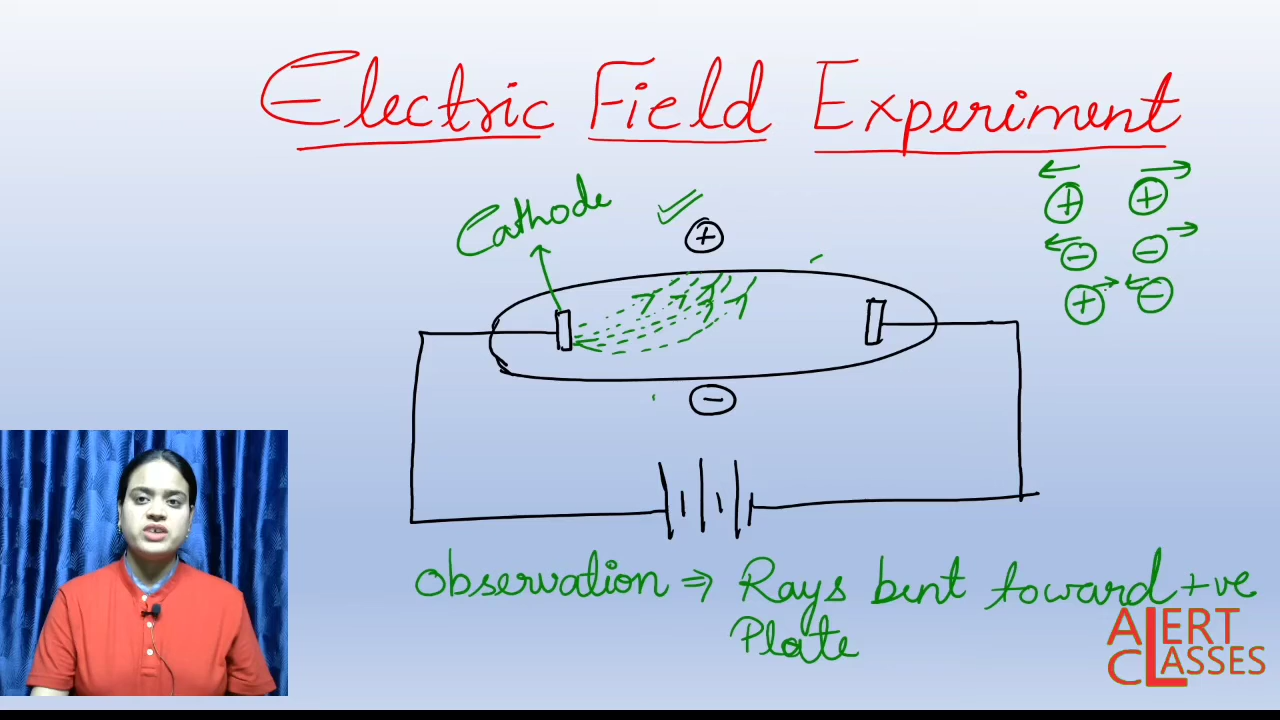 Electric Field Experiment
Cathode
+
-
+ +
- -
+ -
Observation ⇒ Rays bent toward +ve
Plate
ALERT
CLASSES